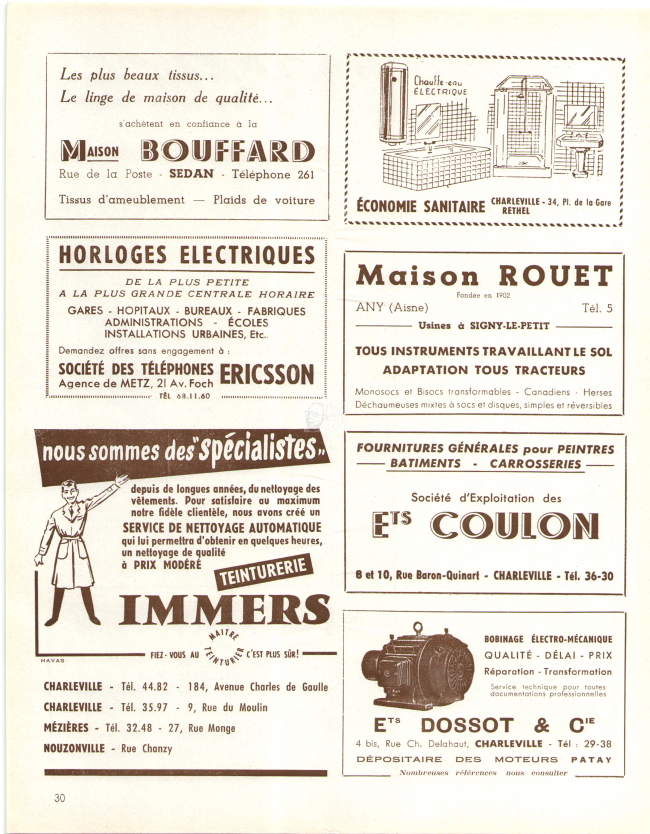 Les plus beaux tissus...
Le linge de maison de qualité...
s'achètent en confiance à la
MAISON BOUFFARD
Rue de la Poste - SEDAN - Téléphone 261
Tissus d'ameublement — Plaids de voiture
HORLOGES ELECTRIQUES
DE LA PLUS PETITE
A LA PLUS GRANDE CENTRALE HORAIRE
GARES - HOPITAUX - BUREAUX - FABRIQUES
ADMINISTRATIONS - ÉCOLES
INSTALLATIONS URBAINES, Etc..
Demandez offres sans engagement à :
SOCIÉTÉ DES TÉLÉPHONES ERICSSON
Agence de METZ, 21 Av. Foch
TÉL 68.11.60
nous sommes des "spécialistes"
depuis de longues années, du nettoyage des
vêtements. Pour satisfaire au maximum
notre fidèle clientèle, nous avons créé un
SERVICE DE NETTOYAGE AUTOMATIQUE
qui lui permettra d'obtenir en quelques heures,
un nettoyage de qualité
à PRIX MODÉRÉ
TEINTURERIE
IMMERS
FIEZ-VOUS AU MAITRE TEINTURIER C'EST PLUS SÛR!
HAVAS
CHARLEVILLE - Tél. 44.82 - 184, Avenue Charles de Gaulle
CHARLEVILLE - Tél. 35.97 - 9, Rue du Moulin
MÉZIÈRES - Tél. 32.48 - 27, Rue Monge
NOUZONVILLE - Rue Chanzy
30
Chauffe-eau
ÉLECTRIQUE
ÉCONOMIE SANITAIRE CHARLEVILLE - 34, Pl. de la Gare
RETHEL
Maison ROUET
Fondée en 1902
ANY (Aisne) Tél. 5
Usines à SIGNY-LE-PETIT
TOUS INSTRUMENTS TRAVAILLANT LE SOL
ADAPTATION TOUS TRACTEURS
Monosocs et Bisocs transformables - Canadiens - Herses
Déchaumeuses mixtes à socs et disques, simples et réversibles
FOURNITURES GÉNÉRALES pour PEINTRES
BATIMENTS - CARROSSERIES
Société d'Exploitation des
ETS COULON
8 et 10, Rue Baron-Quinart - CHARLEVILLE - Tél. 36-30
BOBINAGE ÉLECTRO-MÉCANIQUE
QUALITÉ - DÉLAI - PRIX
Réparation - Transformation
Service technique pour toutes
documentations professionnelles
ETS DOSSOT & CIE
4 bis, Rue Ch. Delahaut, CHARLEVILLE - Tél : 29-38
DÉPOSITAIRE DES MOTEURS PATAY
Nombreuses références nous consulter